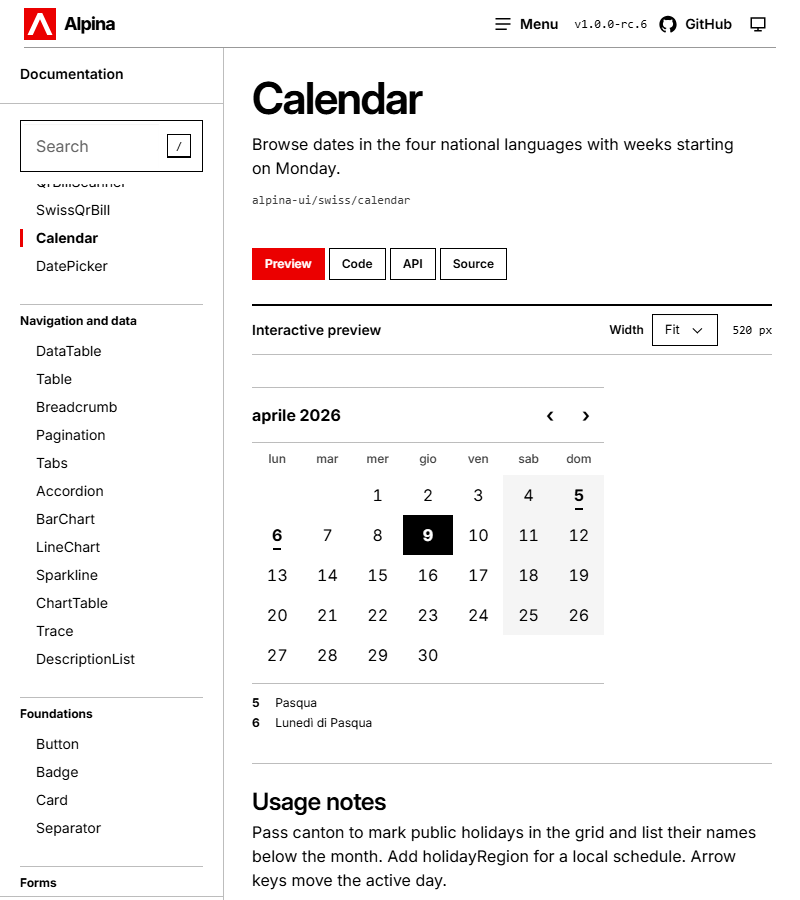 Alpina
Menu
v1.0.0-rc.6
GitHub
Documentation
Search
/
QrBillScanner
SwissQrBill
Calendar
DatePicker
Navigation and data
DataTable
Table
Breadcrumb
Pagination
Tabs
Accordion
BarChart
LineChart
Sparkline
ChartTable
Trace
DescriptionList
Foundations
Button
Badge
Card
Separator
Forms
Calendar
Browse dates in the four national languages with weeks starting
on Monday.
alpina-ui/swiss/calendar
Preview Code API Source
Interactive preview
Width Fit 520 px
aprile 2026
lun mar mer gio ven sab dom
1 2 3 4 5
6 7 8 9 10 11 12
13 14 15 16 17 18 19
20 21 22 23 24 25 26
27 28 29 30
5 Pasqua
6 Lunedì di Pasqua
Usage notes
Pass canton to mark public holidays in the grid and list their names
below the month. Add holidayRegion for a local schedule. Arrow
keys move the active day.